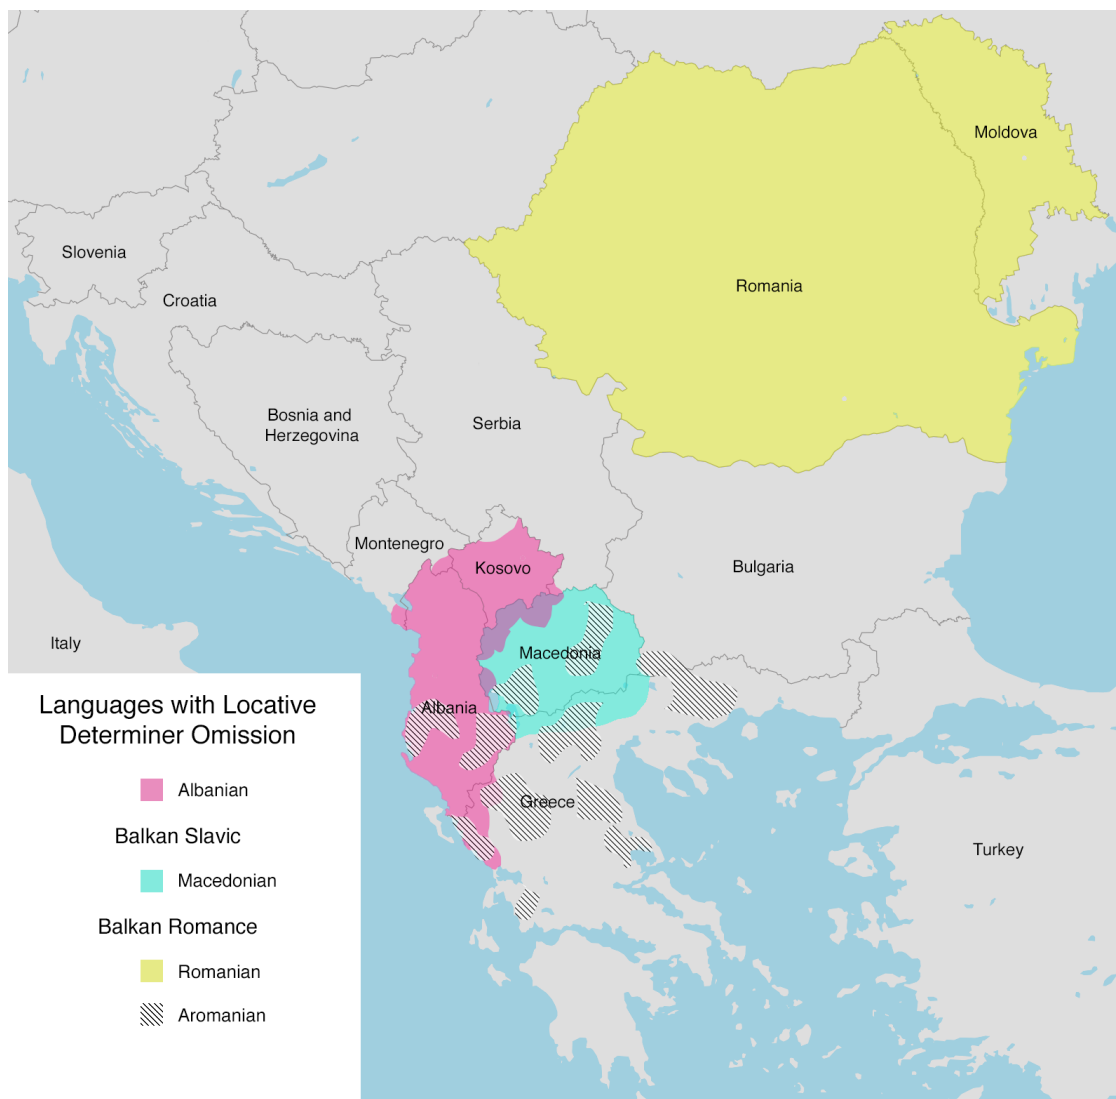 Moldova
Slovenia
Romania
Croatia
Bosnia and
Herzegovina
Serbia
Montenegro
Kosovo
Bulgaria
Italy
Macedonia
Albania
Greece
Turkey
Languages with Locative
Determiner Omission
Albanian
Balkan Slavic
Macedonian
Balkan Romance
Romanian
Aromanian